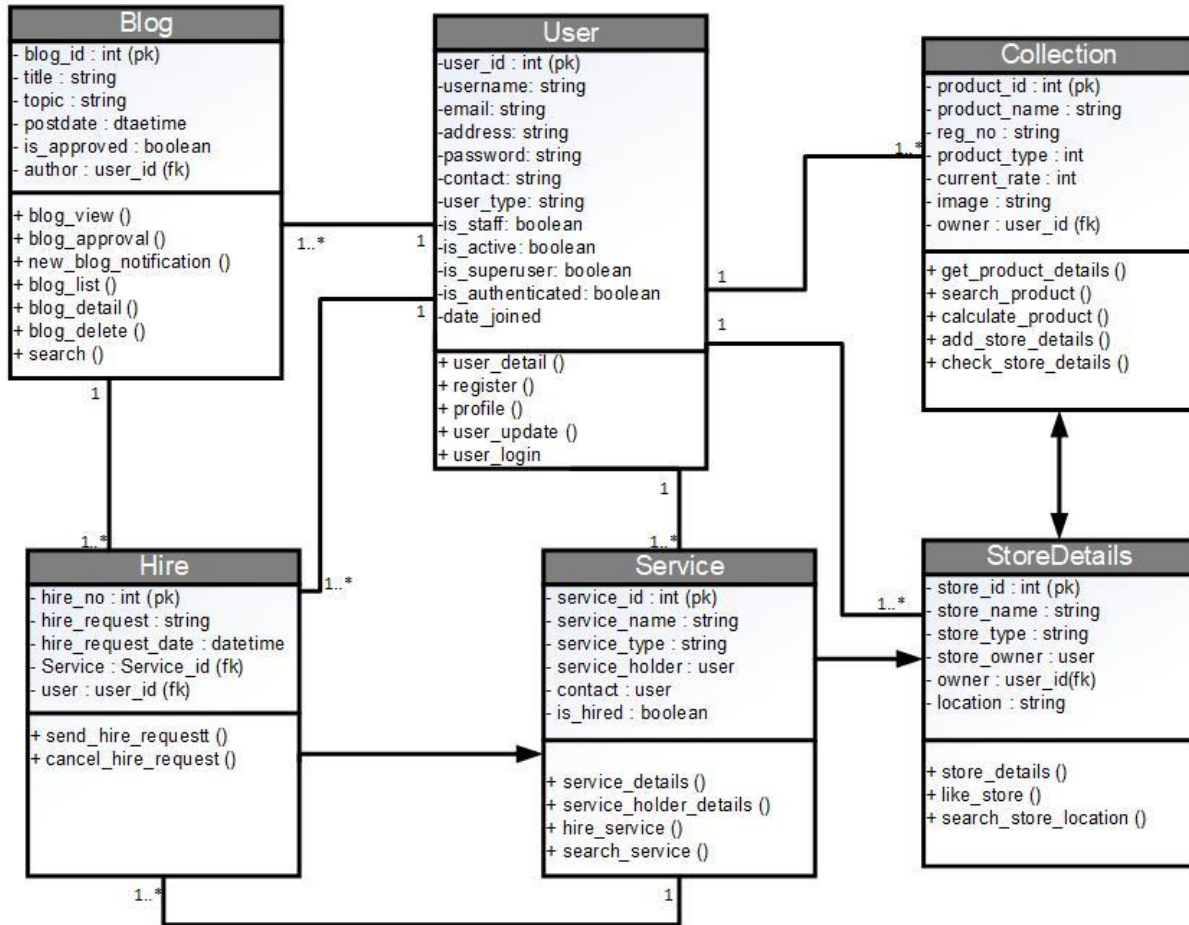 Blog
- blog_id : int (pk)
- title : string
- topic : string
- postdate : dtaetime
- is_approved : boolean
- author : user_id (fk)
+ blog_view ()
+ blog_approval ()
+ new_blog_notification ()
+ blog_list ()
+ blog_detail ()
+ blog_delete ()
+ search ()
User
-user_id : int (pk)
-username: string
-email: string
-address: string
-password: string
-contact: string
-user_type: string
-is_staff: boolean
-is_active: boolean
-is_superuser: boolean
-is_authenticated: boolean
-date_joined
+ user_detail ()
+ register ()
+ profile ()
+ user_update ()
+ user_login
Collection
- product_id : int (pk)
- product_name : string
- reg_no : string
- product_type : int
- current_rate : int
- image : string
- owner : user_id (fk)
+ get_product_details ()
+ search_product ()
+ calculate_product ()
+ add_store_details ()
+ check_store_details ()
1..*
1
1..*
1
1
1
1
1..*
1..*
1
1..*
1..*
Hire
- hire_no : int (pk)
- hire_request : string
- hire_request_date : datetime
- Service : Service_id (fk)
- user : user_id (fk)
+ send_hire_requestt ()
+ cancel_hire_request ()
Service
- service_id : int (pk)
- service_name : string
- service_type : string
- service_holder : user
- contact : user
- is_hired : boolean
+ service_details ()
+ service_holder_details ()
+ hire_service ()
+ search_service ()
StoreDetails
- store_id : int (pk)
- store_name : string
- store_type : string
- store_owner : user
- owner : user_id(fk)
- location : string
+ store_details ()
+ like_store ()
+ search_store_location ()
1..*
1